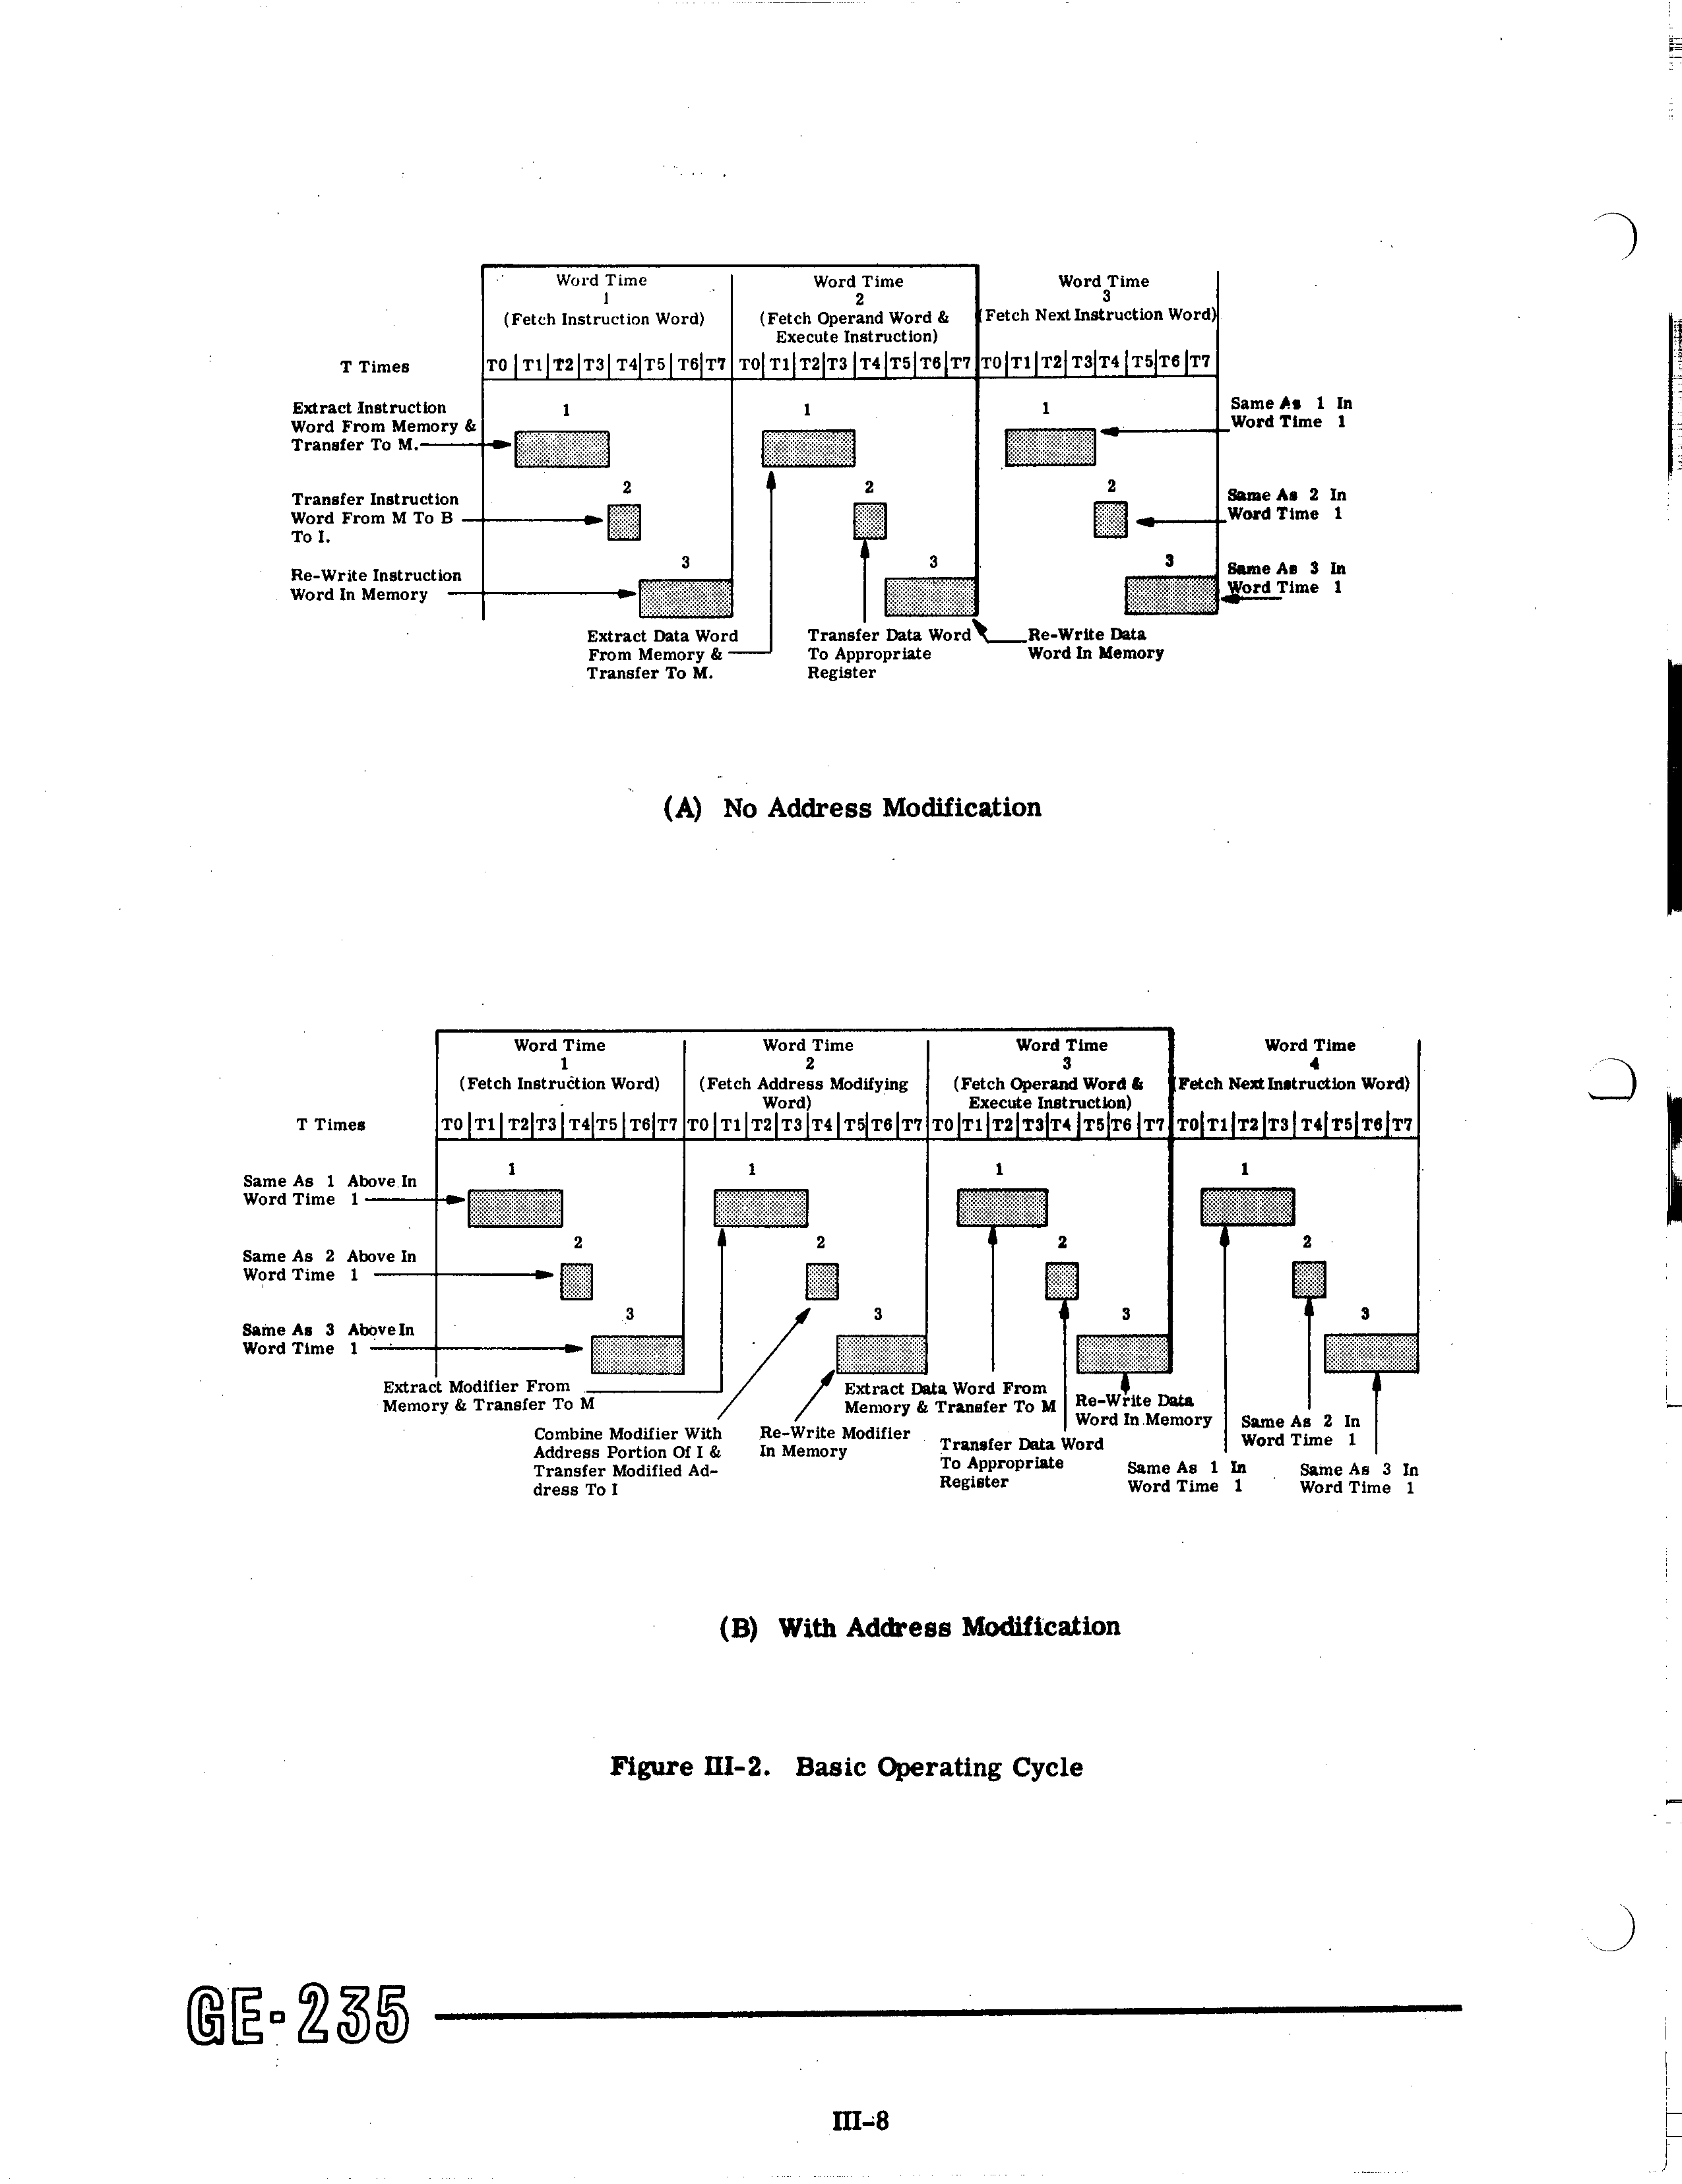 Word Time
1
(Fetch Instruction Word)
Word Time
2
(Fetch Operand Word &
Execute Instruction)
Word Time
3
(Fetch Next Instruction Word)
T Times
T0 T1 T2 T3 T4 T5 T6 T7 T0 T1 T2 T3 T4 T5 T6 T7 T0 T1 T2 T3 T4 T5 T6 T7
Extract Instruction
Word From Memory &
Transfer To M.
1
1
1
Same As 1 In
Word Time 1
Transfer Instruction
Word From M To B
To I.
2
2
2
Same As 2 In
Word Time 1
Re-Write Instruction
Word In Memory
3
3
3
Same As 3 In
Word Time 1
Extract Data Word
From Memory &
Transfer To M.
Transfer Data Word
To Appropriate
Register
Re-Write Data
Word In Memory
(A) No Address Modification
Word Time
1
(Fetch Instruction Word)
Word Time
2
(Fetch Address Modifying
Word)
Word Time
3
(Fetch Operand Word &
Execute Instruction)
Word Time
4
(Fetch Next Instruction Word)
T Times
T0 T1 T2 T3 T4 T5 T6 T7 T0 T1 T2 T3 T4 T5 T6 T7 T0 T1 T2 T3 T4 T5 T6 T7 T0 T1 T2 T3 T4 T5 T6 T7
Same As 1 Above In
Word Time 1
1
1
1
1
Same As 2 Above In
Word Time 1
2
2
2
2
Same As 3 Above In
Word Time 1
3
3
3
3
Extract Modifier From
Memory & Transfer To M
Combine Modifier With
Address Portion Of I &
Transfer Modified Ad-
dress To I
Re-Write Modifier
In Memory
Extract Data Word From
Memory & Transfer To M
Transfer Data Word
To Appropriate
Register
Re-Write Data
Word In Memory
Same As 1 In
Word Time 1
Same As 2 In
Word Time 1
Same As 3 In
Word Time 1
(B) With Address Modification
Figure III-2. Basic Operating Cycle
GE-235
III-8